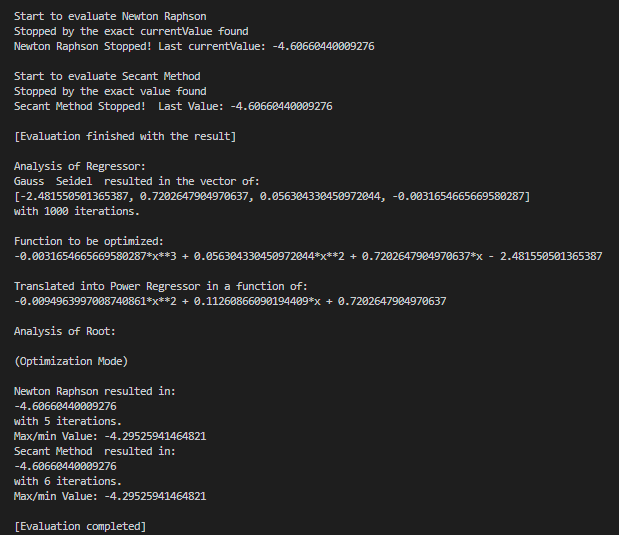 Start to evaluate Newton Raphson
Stopped by the exact currentValue found
Newton Raphson Stopped! Last currentValue: -4.60660440009276
Start to evaluate Secant Method
Stopped by the exact value found
Secant Method Stopped!  Last Value: -4.60660440009276
[Evaluation finished with the result]
Analysis of Regressor:
Gauss  Seidel  resulted in the vector of:
[-2.481550501365387, 0.7202647904970637, 0.056304330450972044, -0.0031654665669580287]
with 1000 iterations.
Function to be optimized:
-0.0031654665669580287*x**3 + 0.056304330450972044*x**2 + 0.7202647904970637*x - 2.481550501365387
Translated into Power Regressor in a function of:
-0.0094963997008740861*x**2 + 0.11260866090194409*x + 0.7202647904970637
Analysis of Root:
(Optimization Mode)
Newton Raphson resulted in:
-4.60660440009276
with 5 iterations.
Max/min Value: -4.29525941464821
Secant Method  resulted in:
-4.60660440009276
with 6 iterations.
Max/min Value: -4.29525941464821
[Evaluation completed]